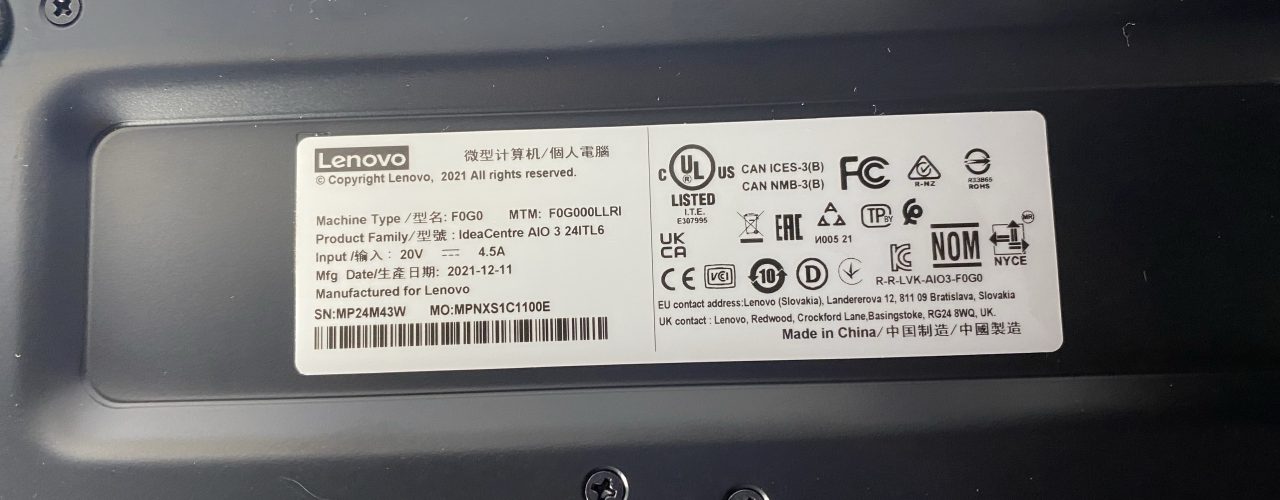 Lenovo 微型计算机/個人電腦
© Copyright Lenovo, 2021 All rights reserved.
Machine Type /型名: F0G0 MTM: F0G000LLRI
Product Family/型號 : IdeaCentre AIO 3 24ITL6
Input /输入 : 20V 4.5A
Mfg Date/生產日期: 2021-12-11
Manufactured for Lenovo
SN:MP24M43W MO:MPNXS1C1100E
C UL US
®
LISTED
I.T.E.
E307995
CAN ICES-3(B)
CAN NMB-3(B)
FC
R-NZ
R33865
ROHS
UK
CA
EAC
И005 21
TP BY
NOM
MR
NYCE
CE VCI 10 D
R-R-LVK-AIO3-F0G0
EU contact address:Lenovo (Slovakia), Landererova 12, 811 09 Bratislava, Slovakia
UK contact : Lenovo, Redwood, Crockford Lane,Basingstoke, RG24 8WQ, UK.
Made in China/中国制造/中國製造